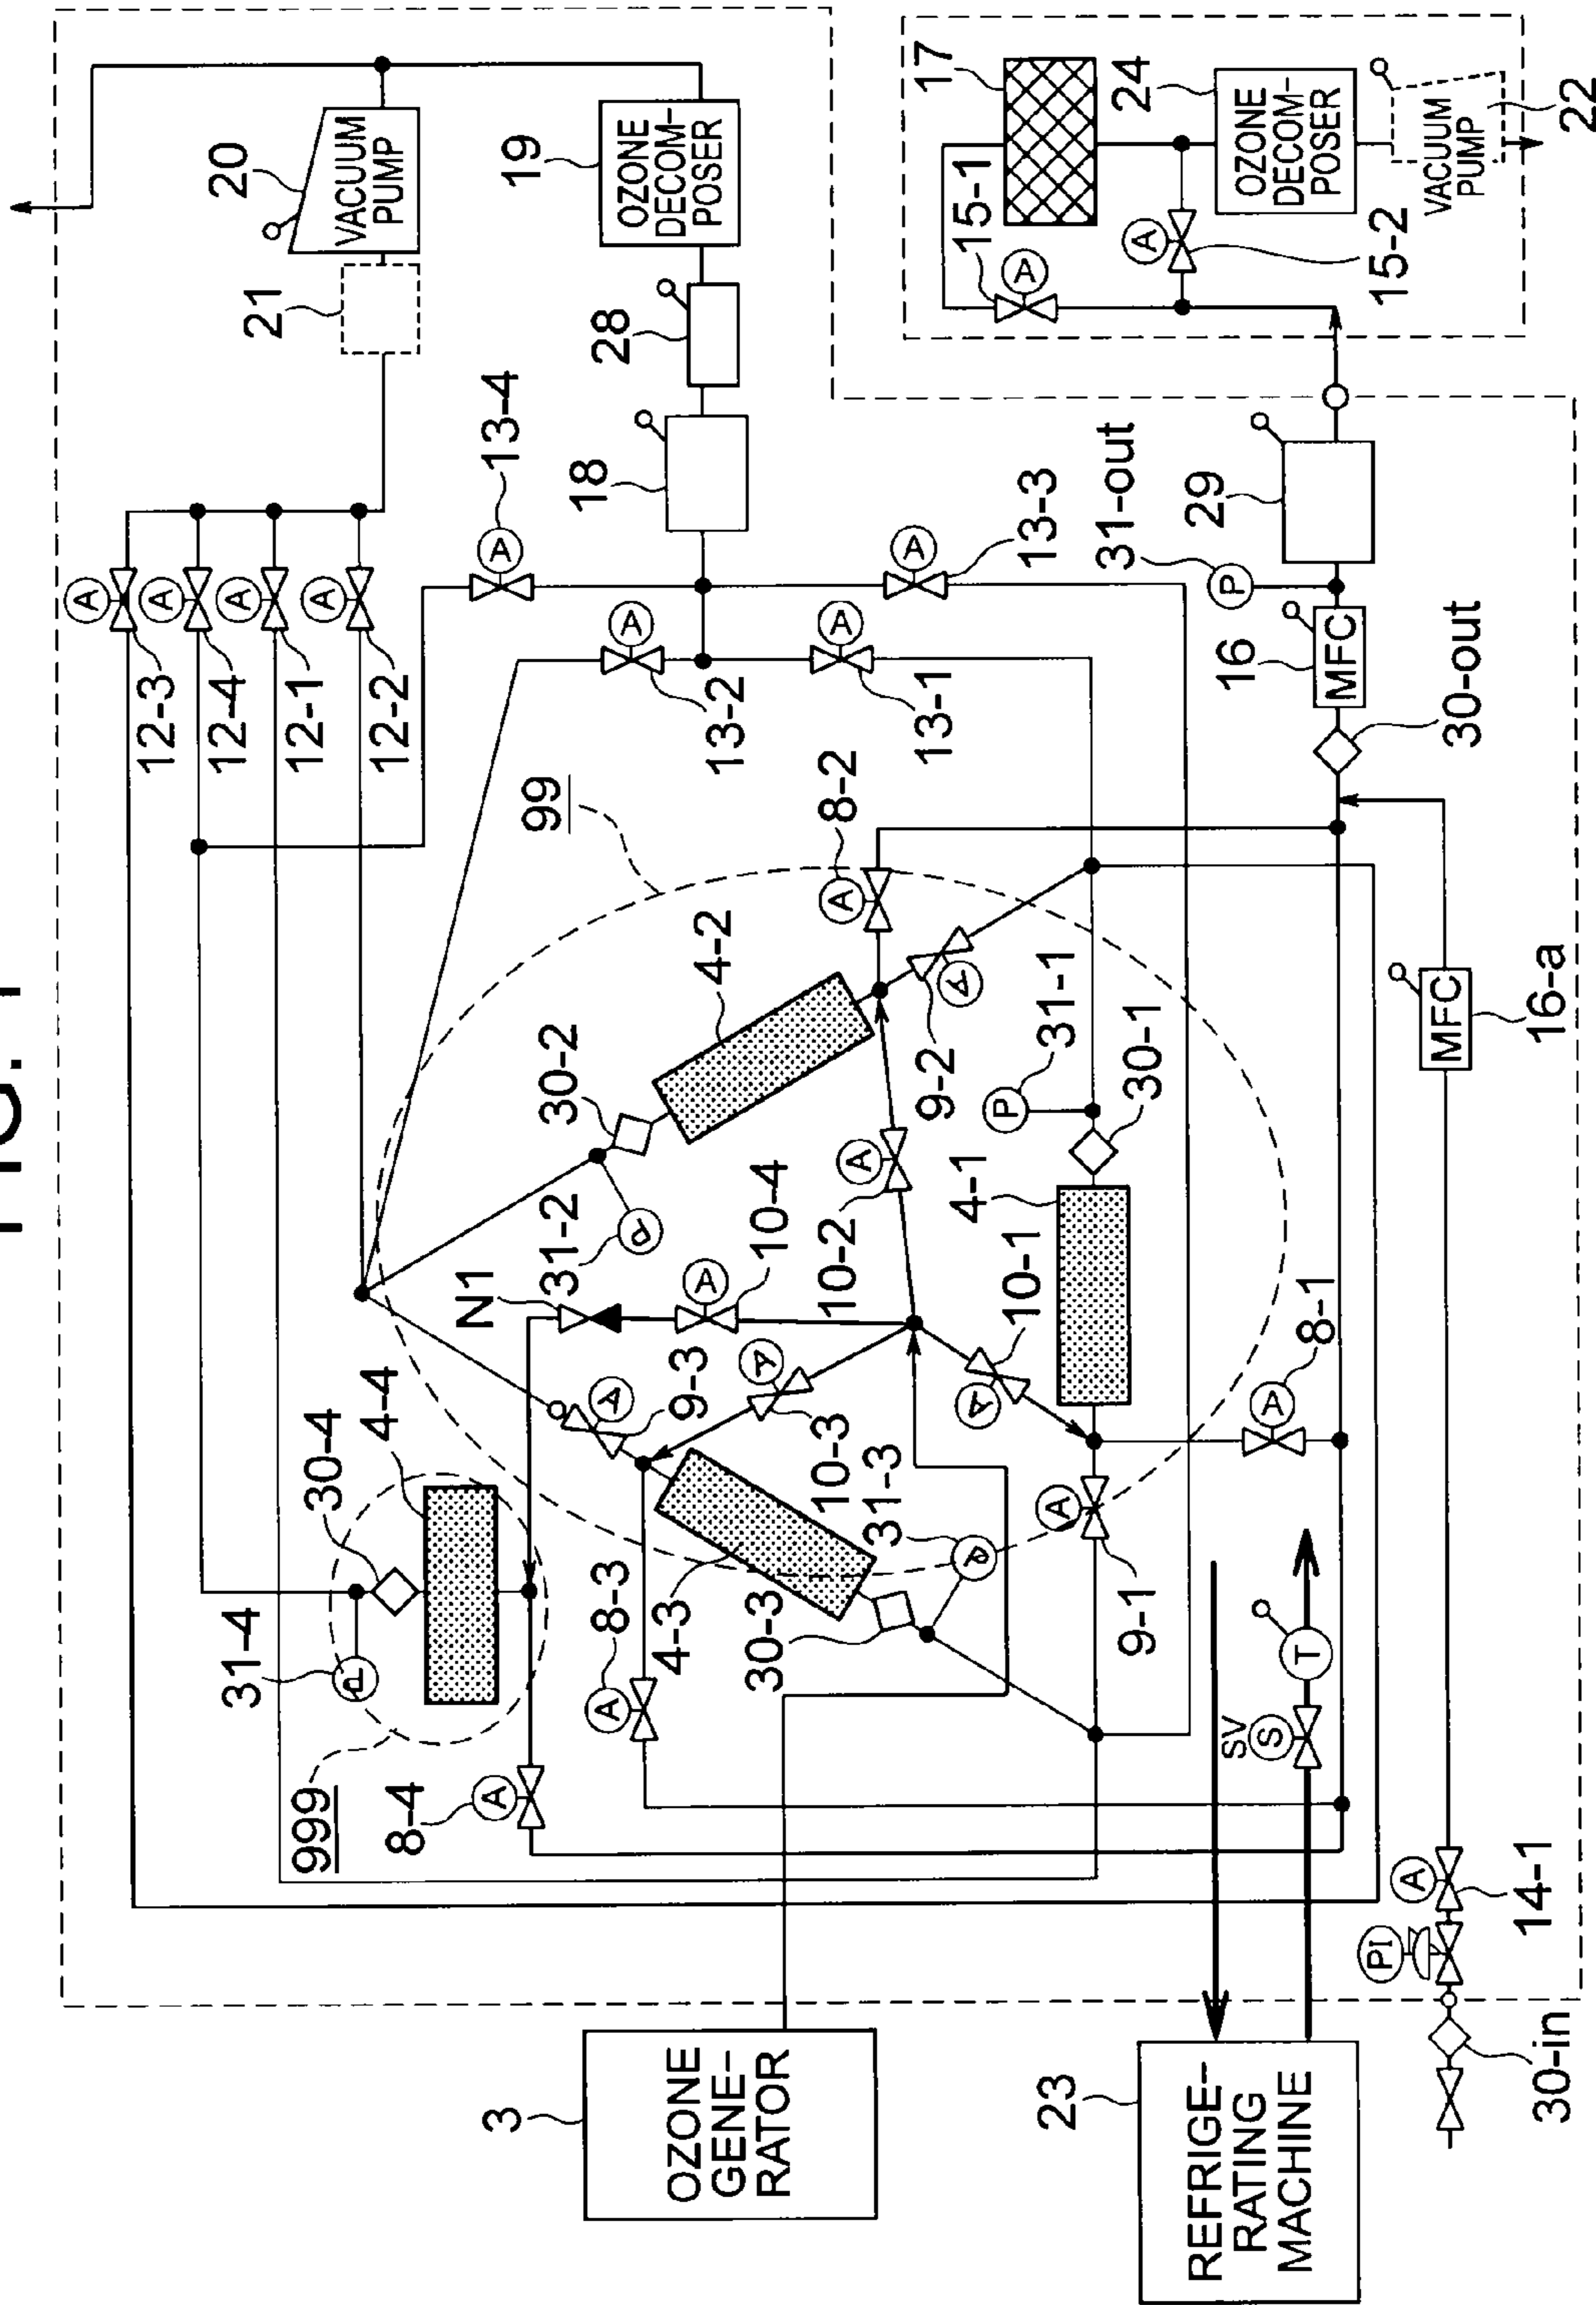 FIG. 1
20
VACUUM
PUMP
21
19
OZONE
DECOM-
POSER
28
18
13-4
A
A
A
A
A
12-3
12-4
12-1
12-2
A
13-2
A
13-1
A
13-3
17
15-1
A
24
OZONE
DECOM-
POSER
A
15-2
VACUUM
PUMP
22
31-out
P
29
16
MFC
30-out
99
8-2
A
4-2
9-2
A
30-2
31-2
P
31-1
P
30-1
4-1
16-a
MFC
N1
10-4
A
10-2
A
10-1
A
8-1
A
9-3
A
10-3
A
4-4
30-4
31-4
P
999
8-4
A
8-3
A
4-3
30-3
31-3
P
A
9-1
T
SV
S
A
14-1
PI
30-in
3
OZONE
GENE-
RATOR
23
REFRIGE-
RATING
MACHINE